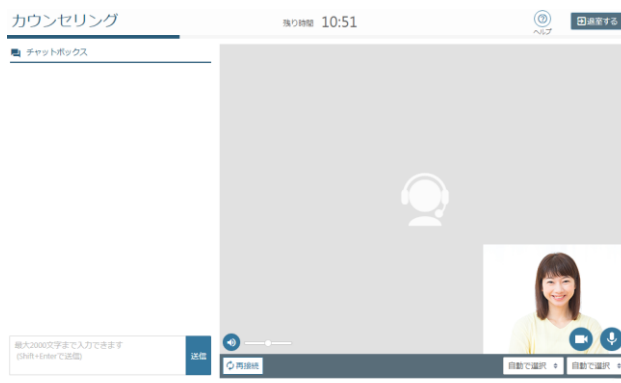 カウンセリング
残り時間 10:51
ヘルプ
退室する
チャットボックス
最大2000文字まで入力できます
(Shift+Enterで送信)
送信
再接続
自動で選択
自動で選択